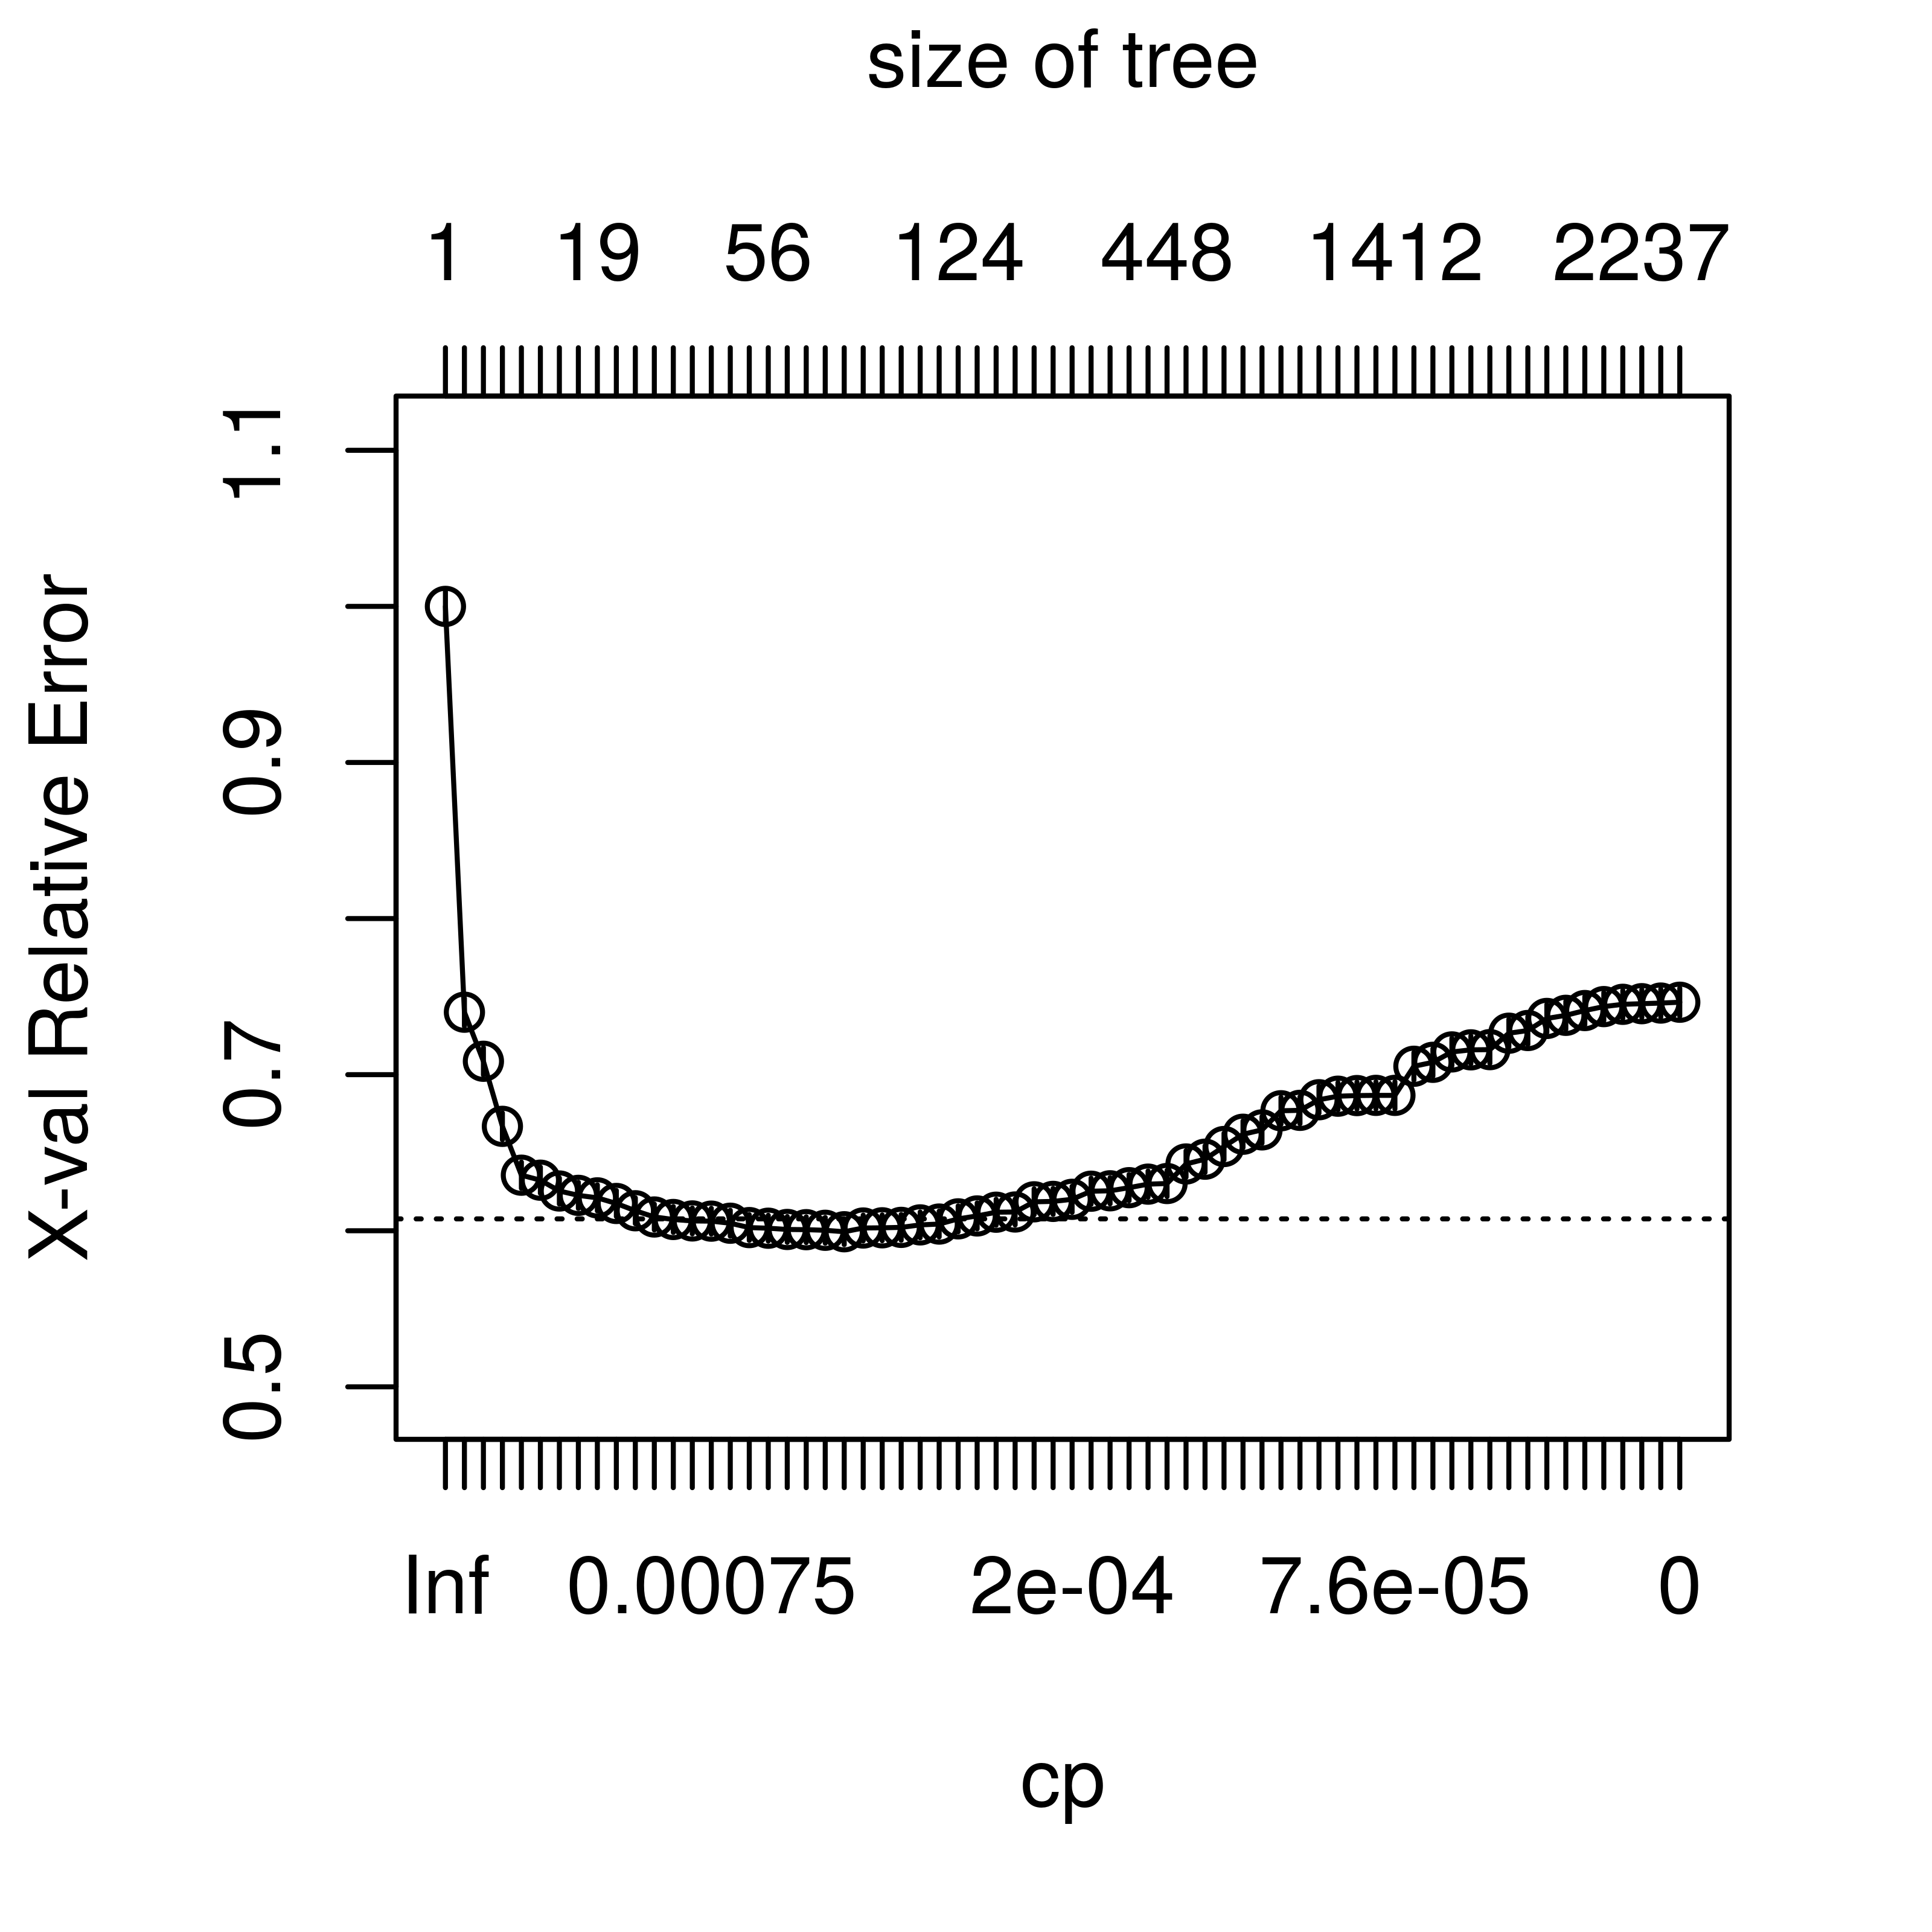 size of tree
1 19 56 124 448 1412 2237
X-val Relative Error
1.1
0.9
0.7
0.5
Inf 0.00075 2e-04 7.6e-05 0
cp